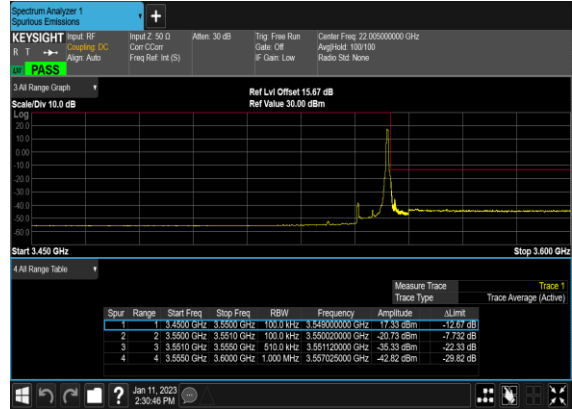 Spectrum Analyzer 1
Spurious Emissions
KEYSIGHT Input: RF Input Z: 50 Ω Atten: 30 dB Trig: Free Run Center Freq: 22.005000000 GHz
R T Coupling: DC Corr CCorr Gate: Off Avg|Hold: 100/100
Align: Auto Freq Ref: Int (S) IF Gain: Low Radio Std: None
PASS
3 All Range Graph
Ref Lvl Offset 15.67 dB
Scale/Div 10.0 dB Ref Value 30.00 dBm
Log
20.0
10.0
0.00
-10.0
-20.0
-30.0
-40.0
-50.0
-60.0
Start 3.450 GHz Stop 3.600 GHz
4 All Range Table
Measure Trace Trace 1
Trace Type Trace Average (Active)
Spur Range Start Freq Stop Freq RBW Frequency Amplitude ΔLimit
1 1 3.4500 GHz 3.5500 GHz 100.0 kHz 3.549000000 GHz 17.33 dBm -12.67 dB
2 2 3.5500 GHz 3.5510 GHz 100.0 kHz 3.550020000 GHz -20.73 dBm -7.732 dB
3 3 3.5510 GHz 3.5550 GHz 510.0 kHz 3.551120000 GHz -35.33 dBm -22.33 dB
4 4 3.5550 GHz 3.6000 GHz 1.000 MHz 3.557025000 GHz -42.82 dBm -29.82 dB
? Jan 11, 2023
2:30:46 PM